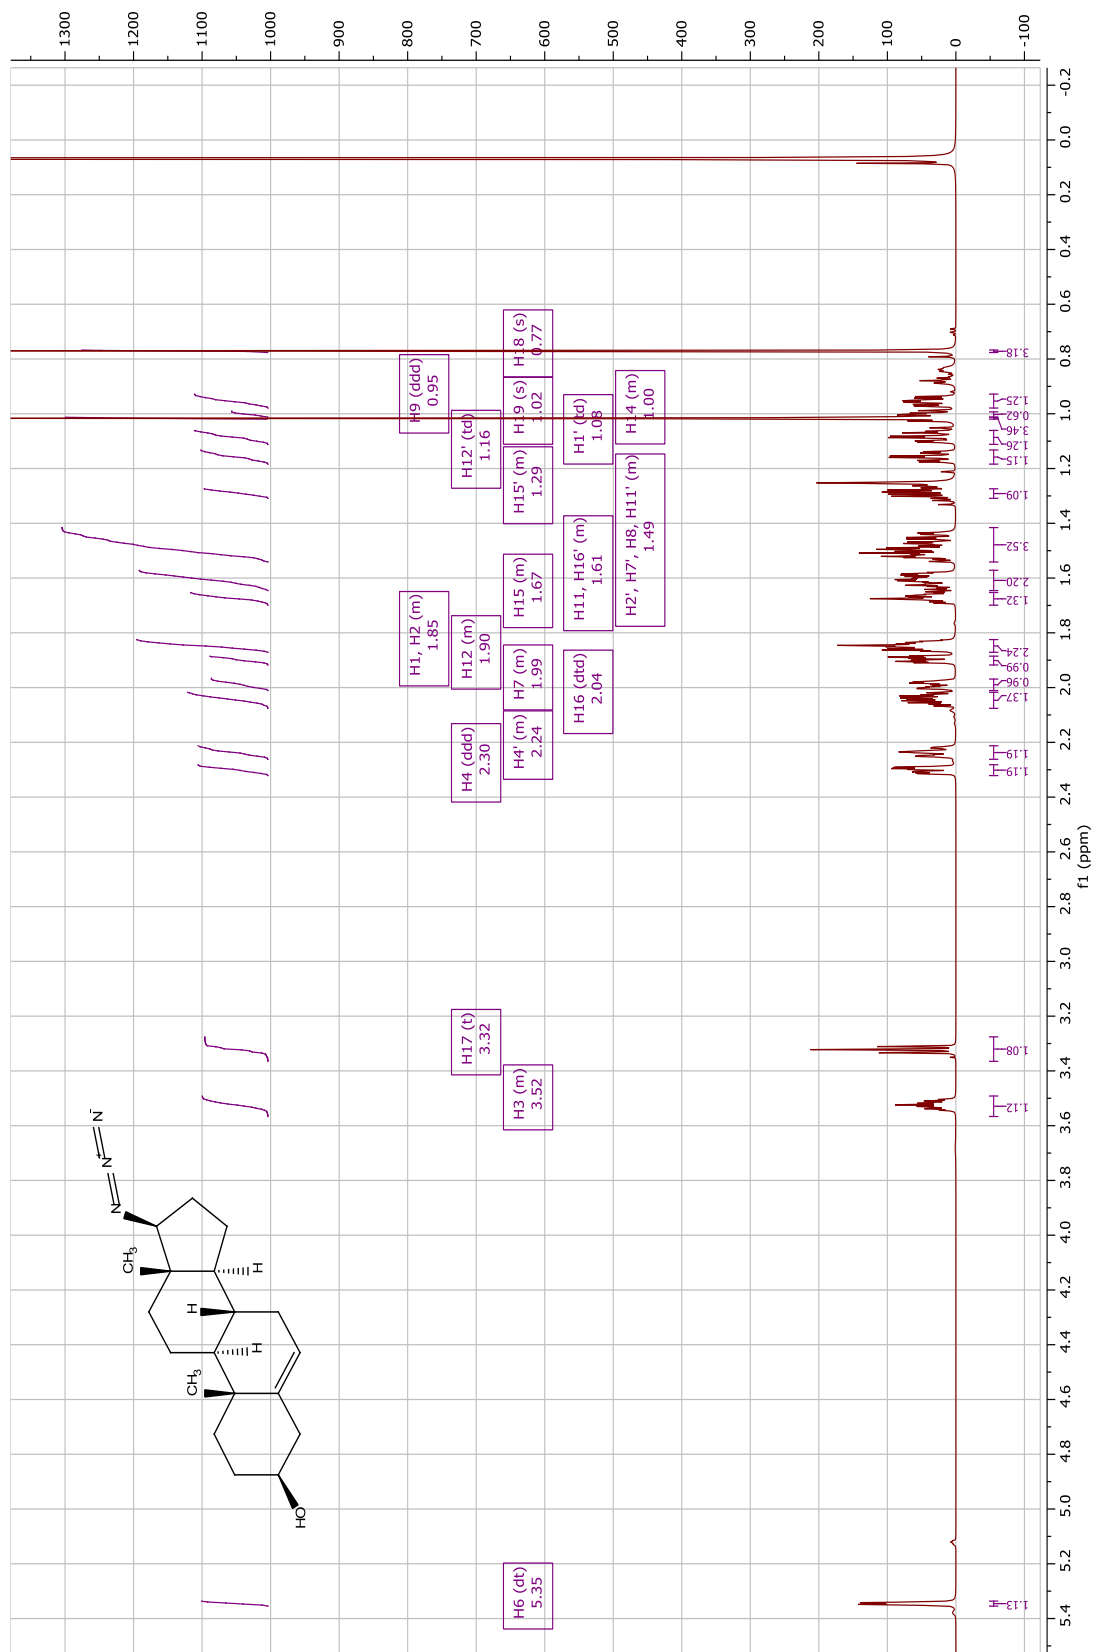 1300
1200
1100
1000
900
800
700
600
500
400
300
200
100
0
-100
H6 (dt)
5.35
H3 (m)
3.52
H17 (t)
3.32
H4 (ddd)
2.30
H4' (m)
2.24
H16 (dtd)
2.04
H7 (m)
1.99
H12 (m)
1.90
H1, H2 (m)
1.85
H15 (m)
1.67
H11, H16' (m)
1.61
H2', H7', H8, H11' (m)
1.49
H15' (m)
1.29
H12' (td)
1.16
H1' (td)
1.08
H19 (s)
1.02
H14 (m)
1.00
H9 (ddd)
0.95
H18 (s)
0.77
HO
CH3
H
H
CH3
H
N
N+
N-
1.13
1.12
1.08
1.19
1.19
1.37
0.96
0.99
2.24
1.32
2.20
3.52
1.09
1.15
1.26
3.46
0.62
1.25
3.18
5.4
5.2
5.0
4.8
4.6
4.4
4.2
4.0
3.8
3.6
3.4
3.2
3.0
2.8
2.6
2.4
2.2
2.0
1.8
1.6
1.4
1.2
1.0
0.8
0.6
0.4
0.2
0.0
-0.2
f1 (ppm)